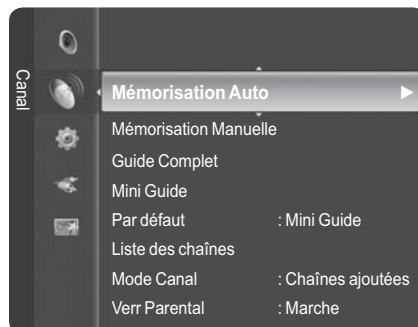 Canal
Mémorisation Auto
Mémorisation Manuelle
Guide Complet
Mini Guide
Par défaut : Mini Guide
Liste des chaînes
Mode Canal : Chaînes ajoutées
Verr Parental : Marche